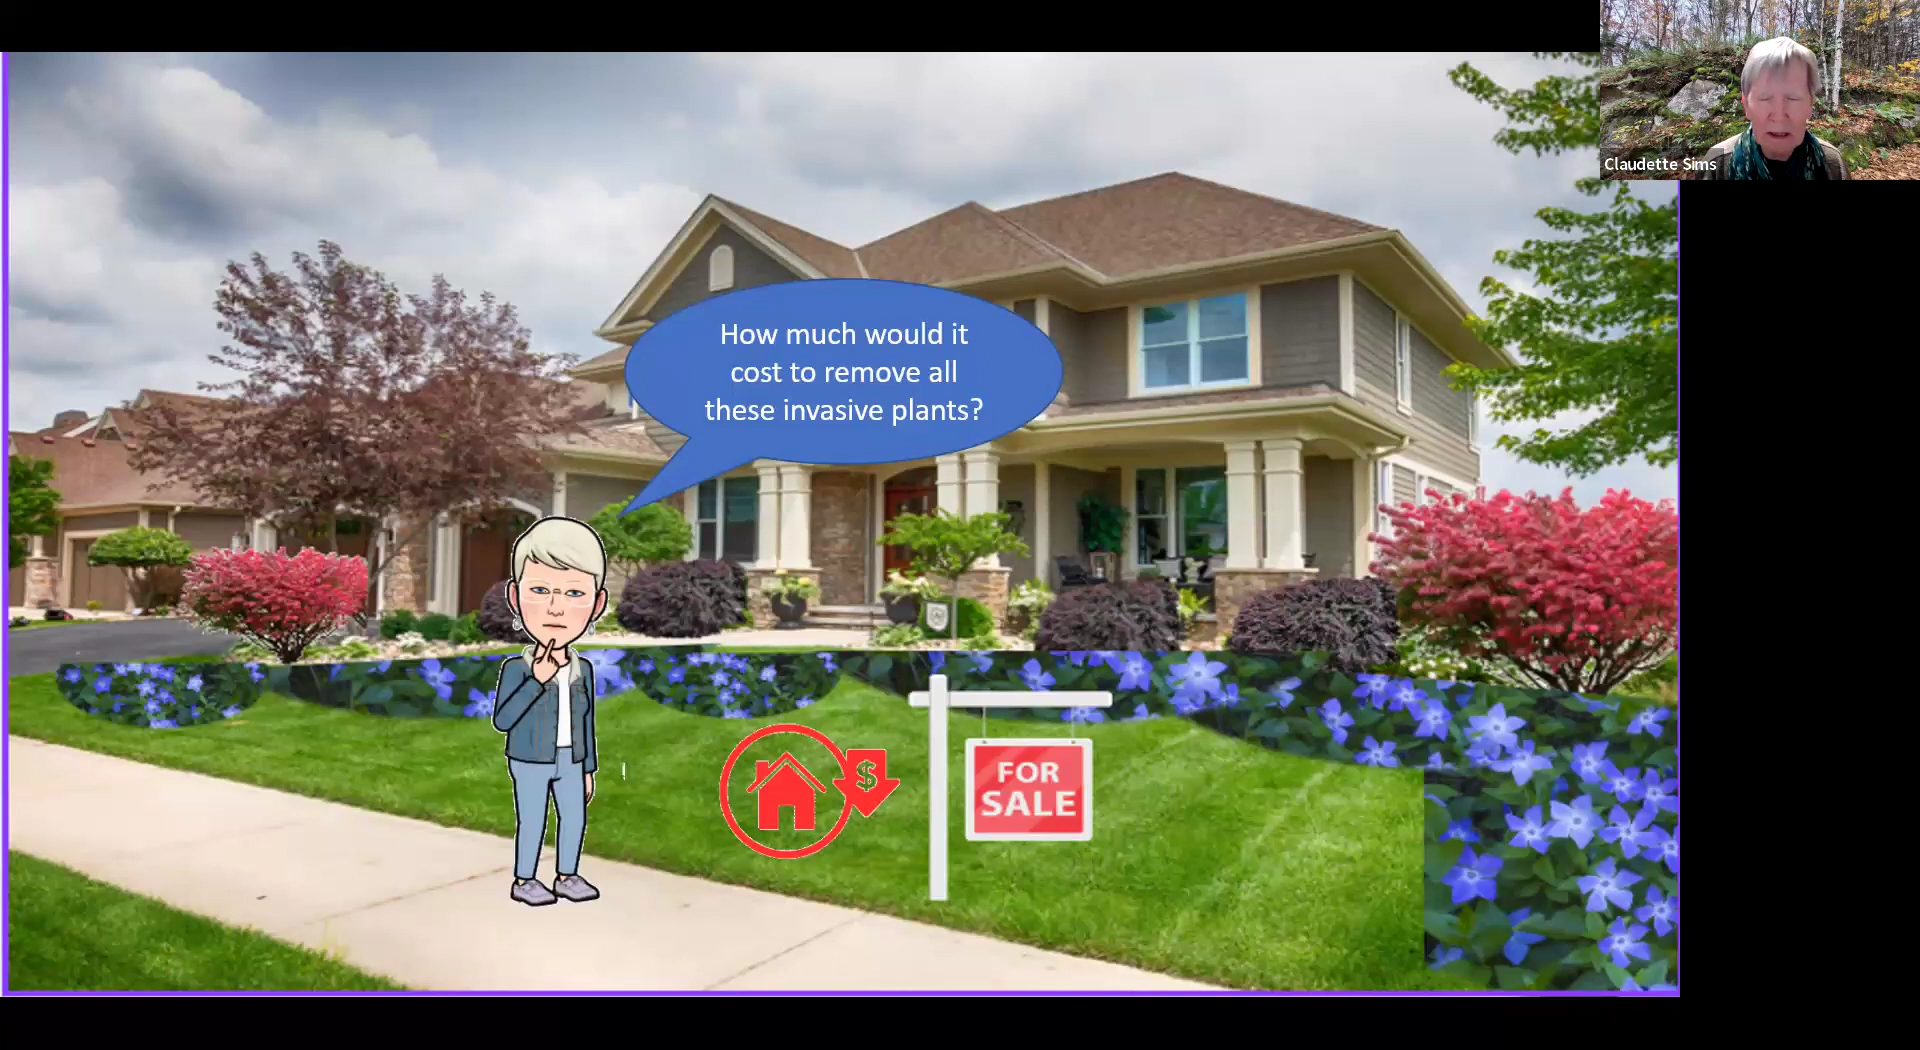 Claudette Sims
How much would it
cost to remove all
these invasive plants?
$
FOR
SALE